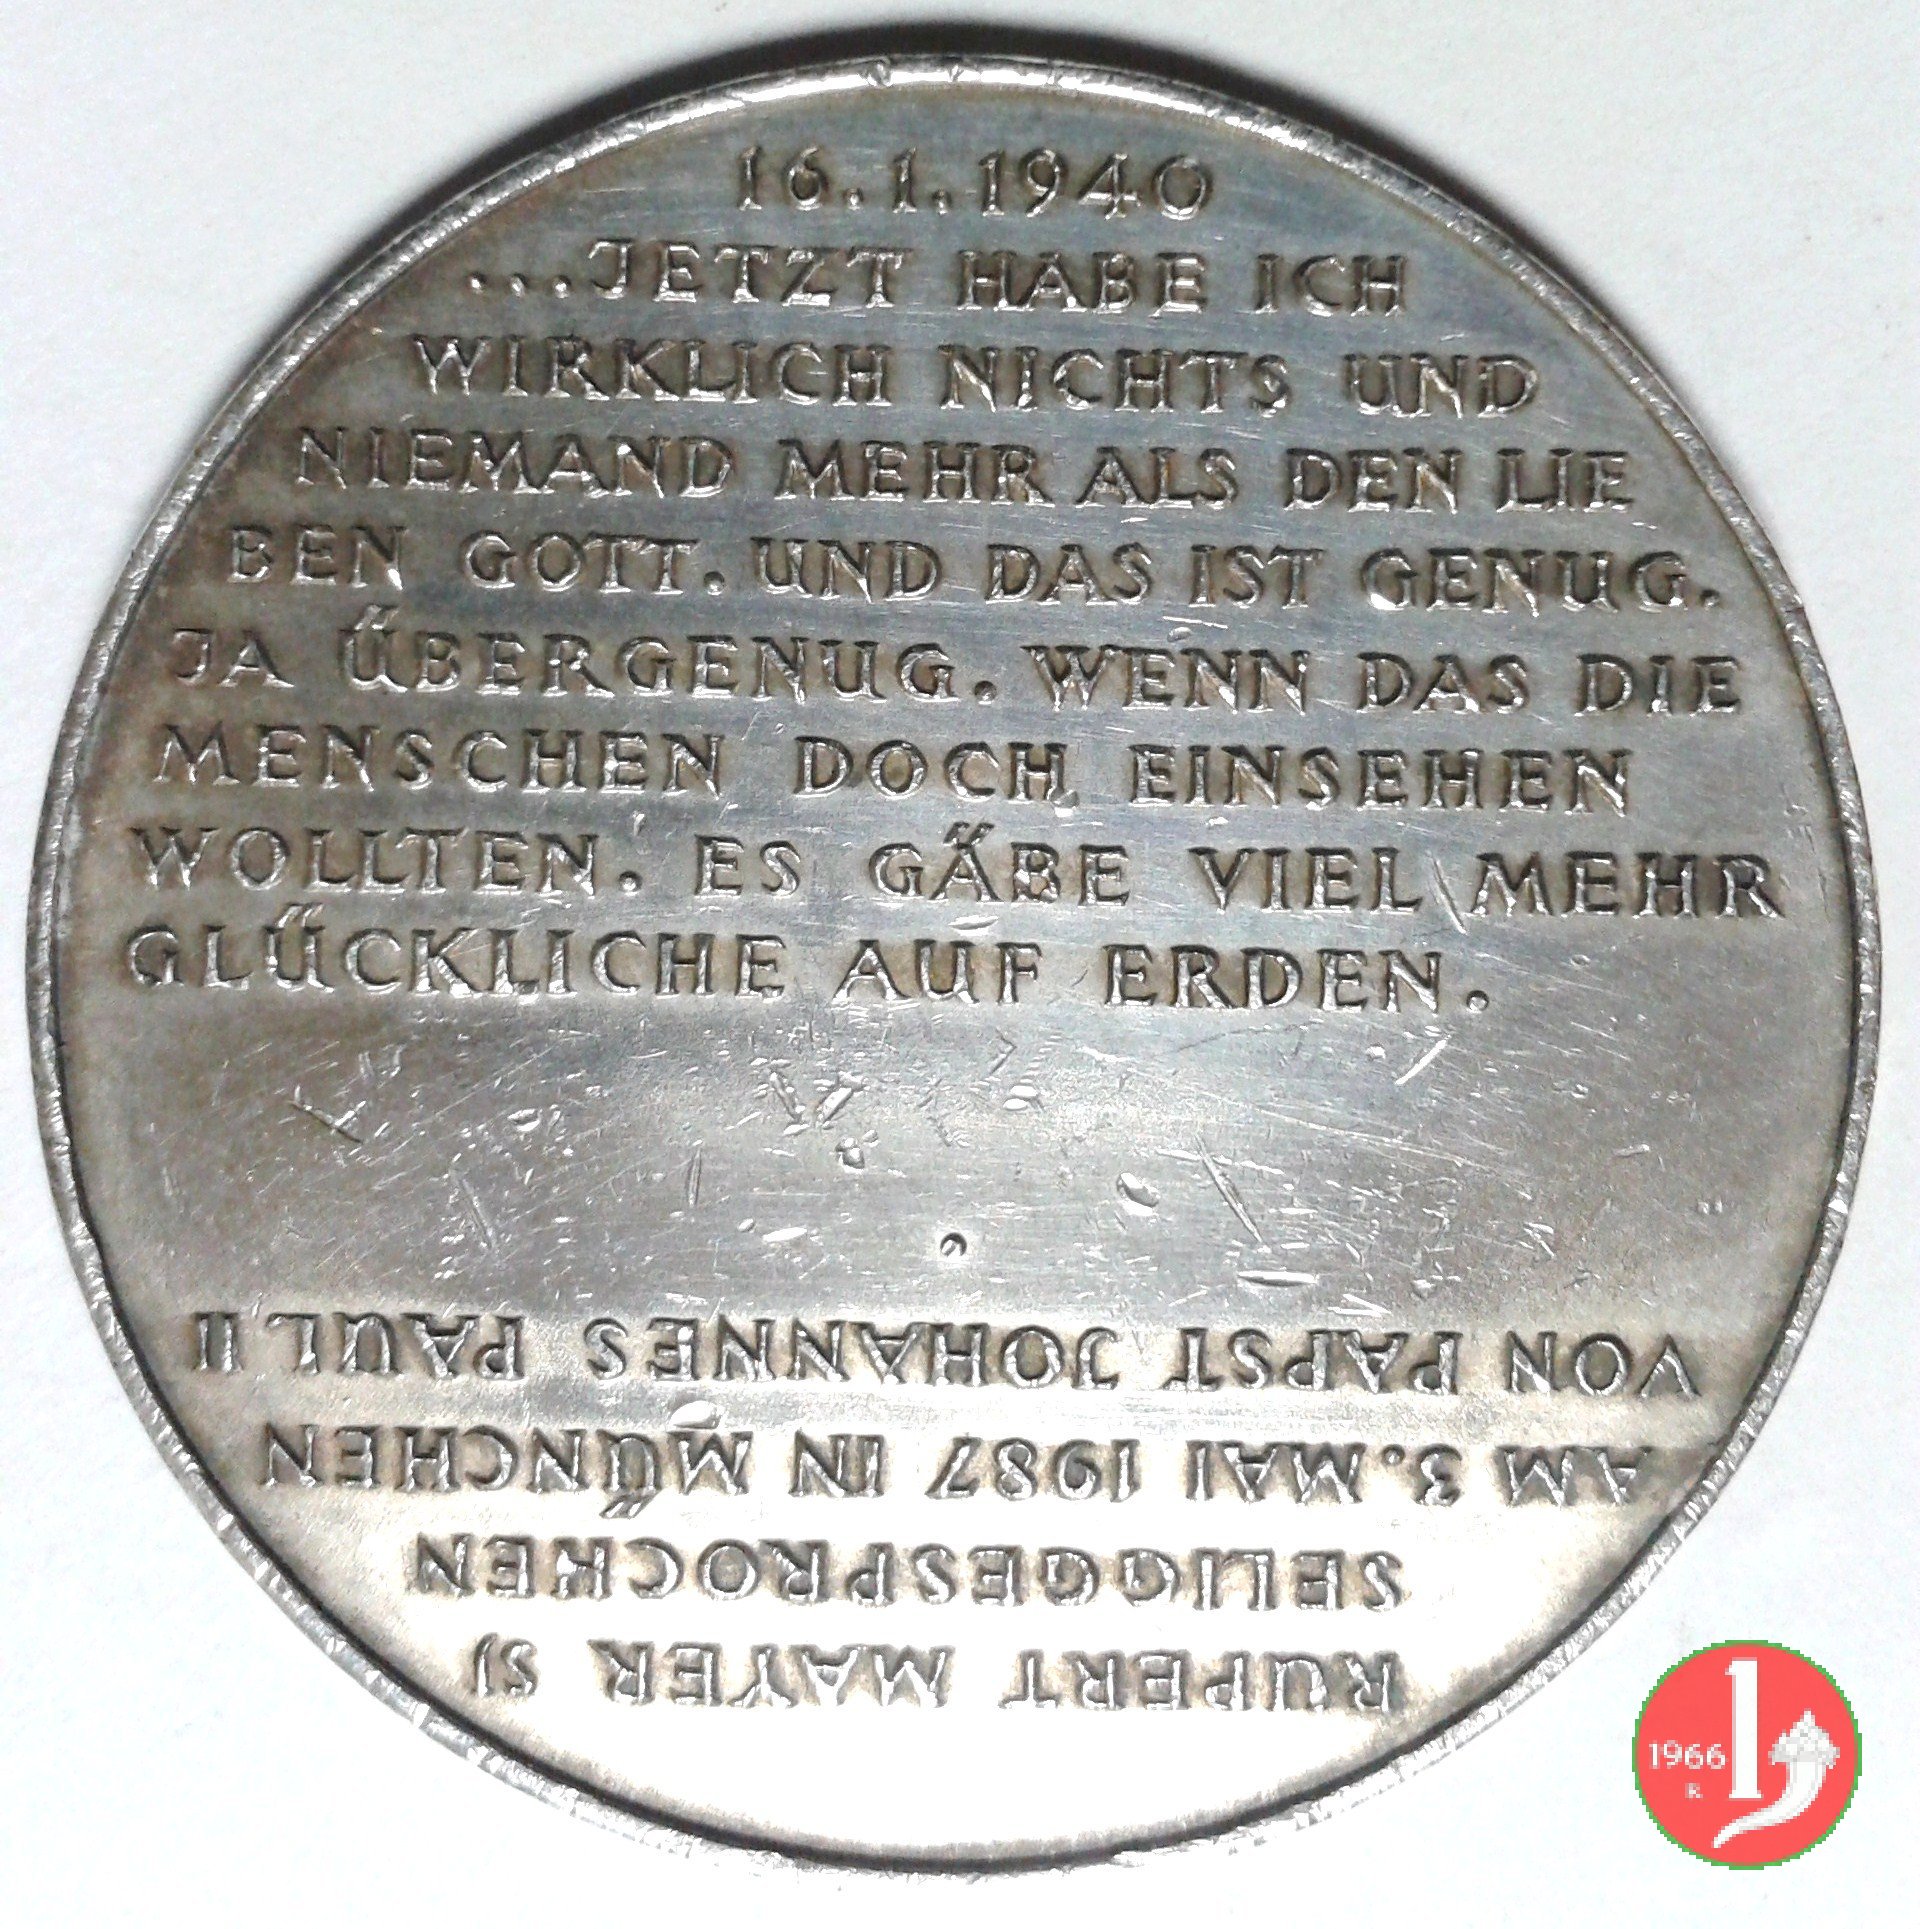 16.1.1940
...JETZT HABE ICH
WIRKLICH NICHTS UND
NIEMAND MEHR ALS DEN LIE
BEN GOTT. UND DAS IST GENUG.
JA ÜBERGENUG. WENN DAS DIE
MENSCHEN DOCH EINSEHEN
WOLLTEN. ES GÄBE VIEL MEHR
GLÜCKLICHE AUF ERDEN.
RUPERT MAYER SJ
SELIGGESPROCHEN
AM 3. MAI 1987 IN MÜNCHEN
VON PAPST JOHANNES PAUL II
1966
R
1